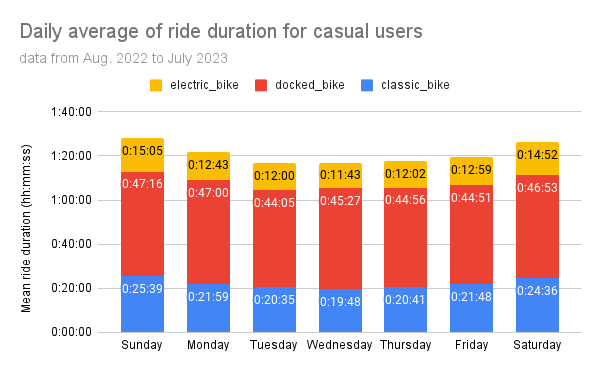 Daily average of ride duration for casual users
data from Aug. 2022 to July 2023
electric_bike docked_bike classic_bike
Mean ride duration (hh:mm:ss)
1:40:00
1:20:00
1:00:00
0:40:00
0:20:00
0:00:00
0:15:05 0:12:43 0:12:00 0:11:43 0:12:02 0:12:59 0:14:52
0:47:16 0:47:00 0:44:05 0:45:27 0:44:56 0:44:51 0:46:53
0:25:39 0:21:59 0:20:35 0:19:48 0:20:41 0:21:48 0:24:36
Sunday Monday Tuesday Wednesday Thursday Friday Saturday